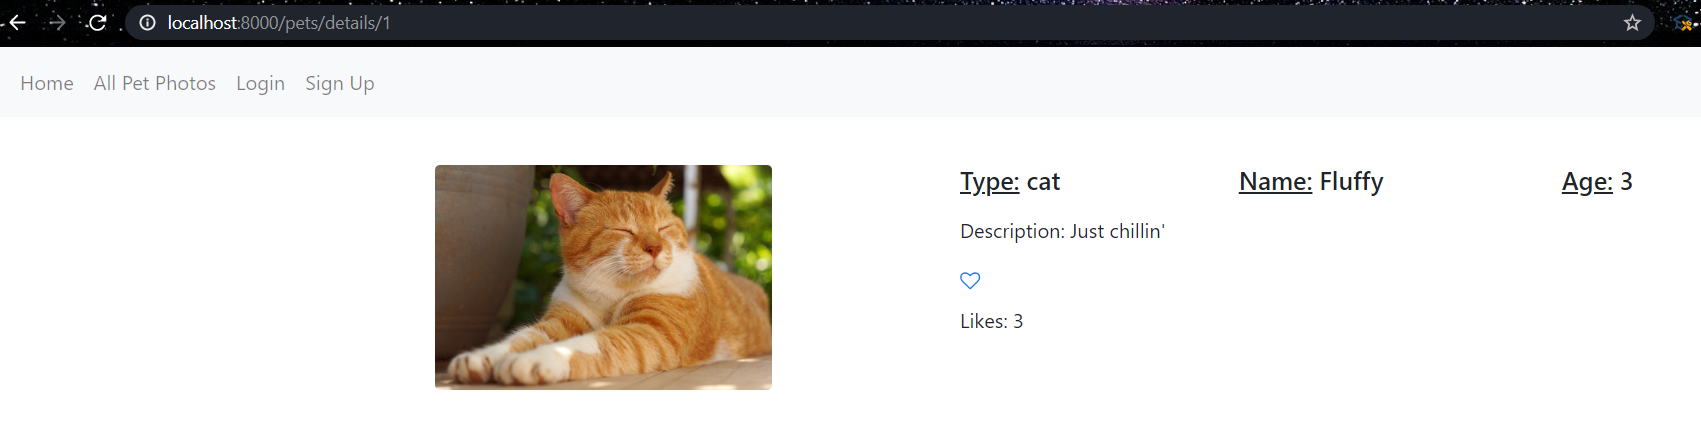 localhost:8000/pets/details/1
Home All Pet Photos Login Sign Up
Type: cat Name: Fluffy Age: 3
Description: Just chillin'
Likes: 3